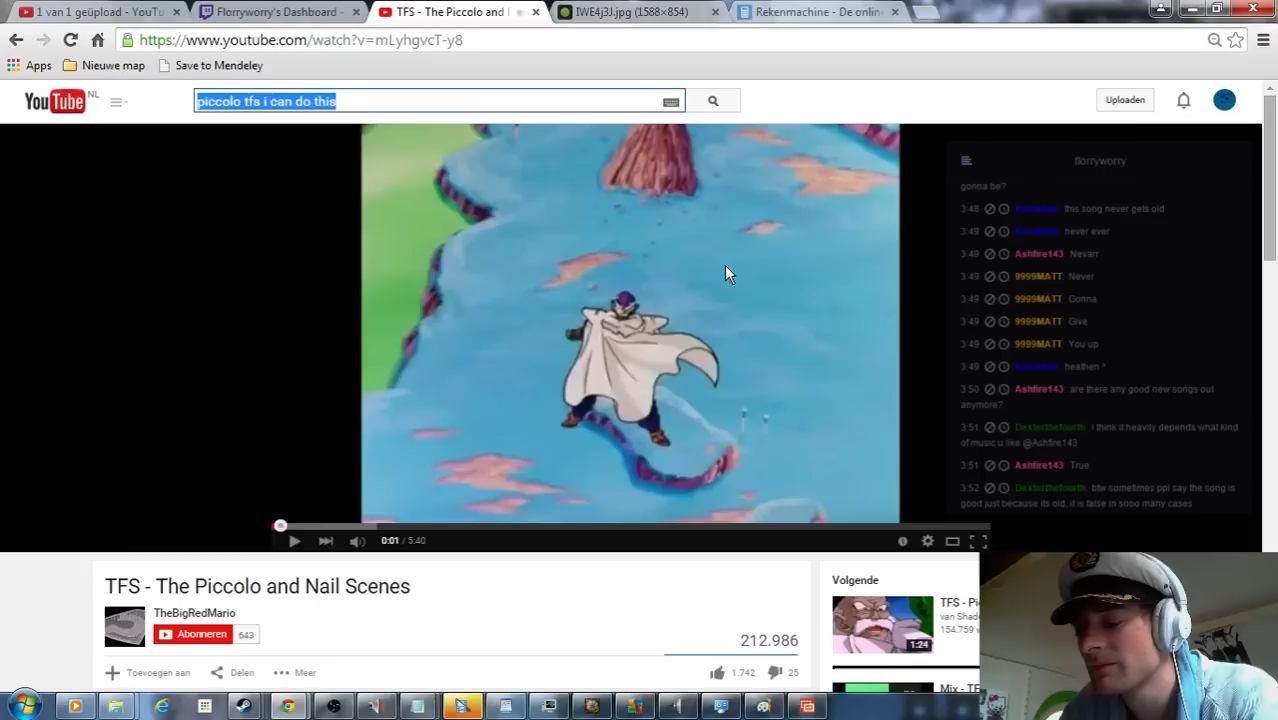 1 van 1 geüpload - YouTu
Florryworry's Dashboard -
TFS - The Piccolo and
IWE4j3J.jpg (1588×854)
Rekenmachine - De onlin
https://www.youtube.com/watch?v=mLyhgvcT-y8
Apps Nieuwe map Save to Mendeley
YouTube NL
piccolo tfs i can do this
Uploaden
florryworry
gonna be?
3:48 this song never gets old
3:49 never ever
3:49 Ashfire143 Nevarr
3:49 9999MATT Never
3:49 9999MATT Gonna
3:49 9999MATT Give
3:49 9999MATT You up
3:49 heathen ^
3:50 Ashfire143 are there any good new songs out
anymore?
3:51 Dexterthefourth: i think it heavily depends what kind
of music u like @Ashfire143
3:51 Ashfire143 True
3:52 Dexterthefourth: btw sometimes ppl say the song is
good just because its old, it is false in sooo many cases
0:01 / 5:40
TFS - The Piccolo and Nail Scenes
TheBigRedMario
Abonneren 643
212.986
Toevoegen aan Delen Meer
1.742 25
Volgende
TFS - Pi
van Shad
154.759
1:24
Mix - TF